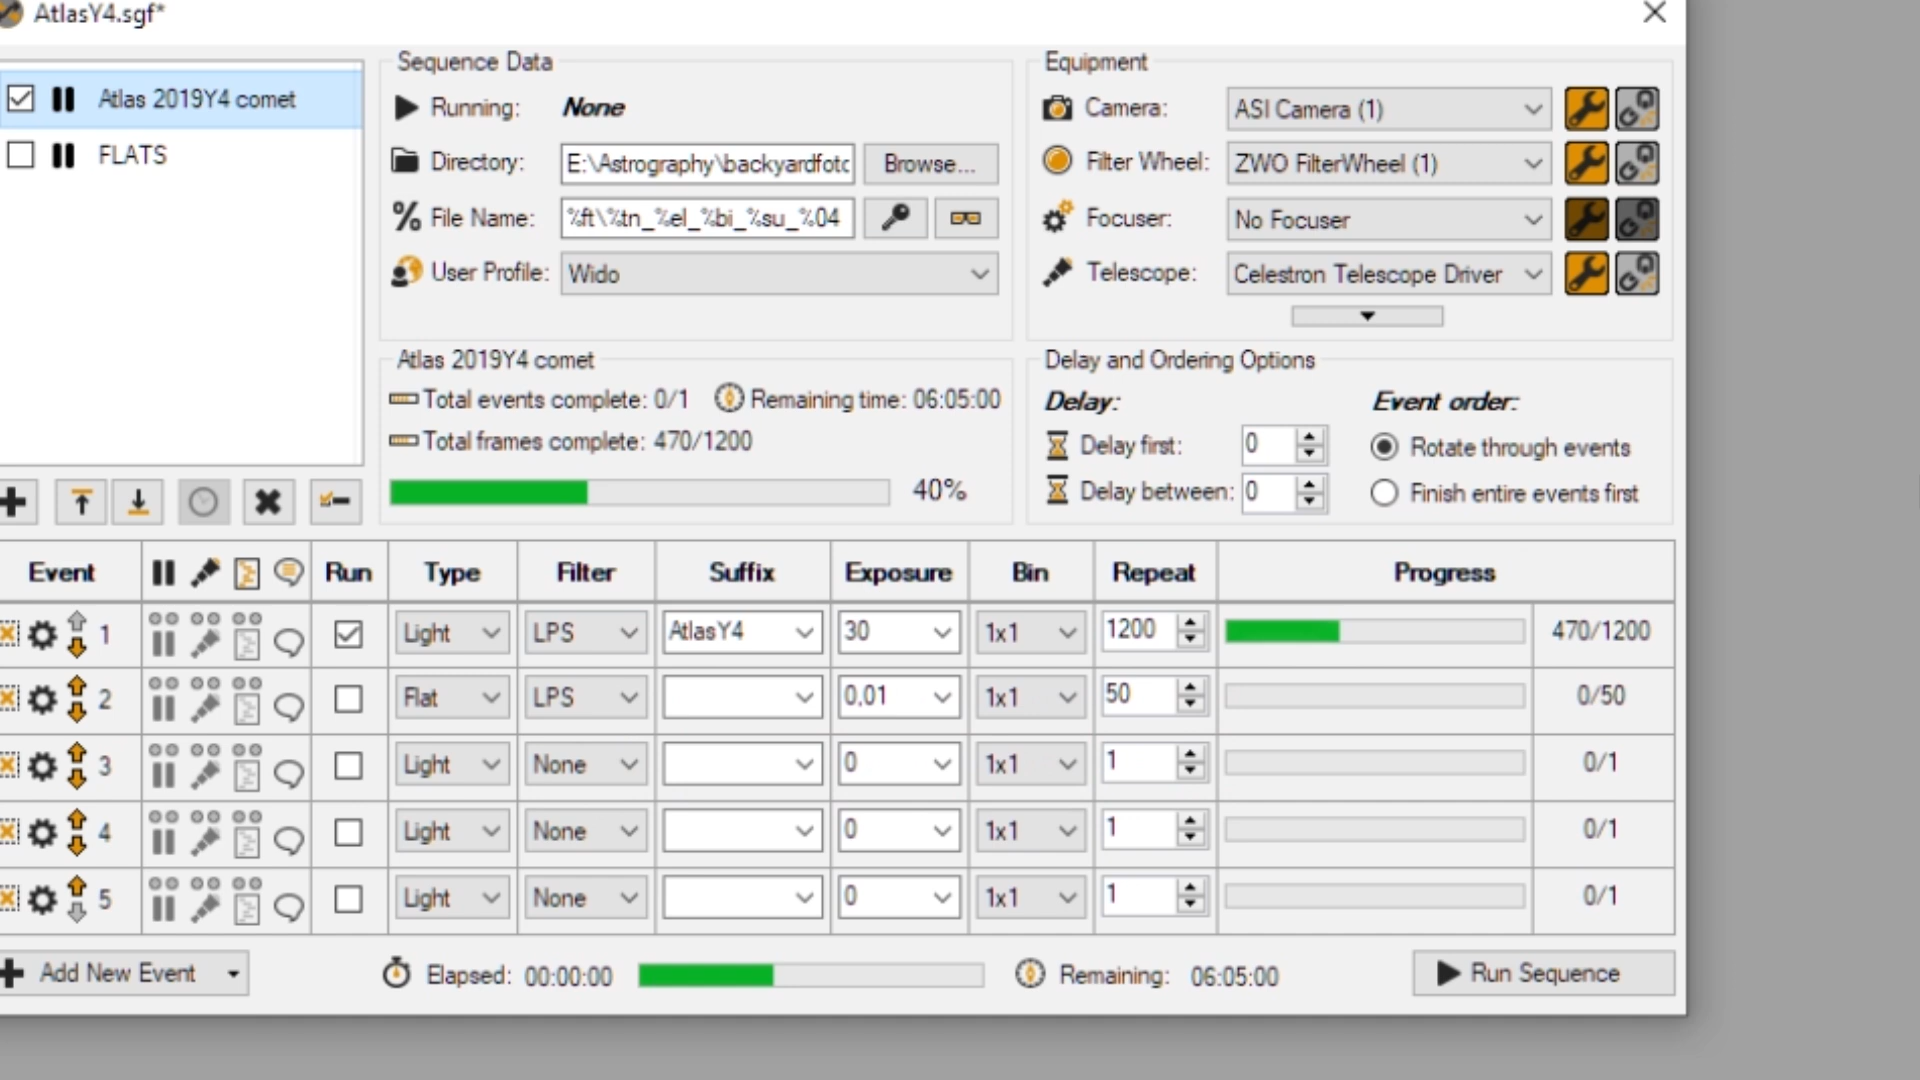 AtlasY4.sgf*
Atlas 2019Y4 comet
FLATS
Sequence Data
Running: None
Directory: E:\Astrography\backyardfoto Browse...
File Name: %ft\%tn_%el_%bi_%su_%04
User Profile: Wido
Equipment
Camera: ASI Camera (1)
Filter Wheel: ZWO FilterWheel (1)
Focuser: No Focuser
Telescope: Celestron Telescope Driver
Atlas 2019Y4 comet
Total events complete: 0/1 Remaining time: 06:05:00
Total frames complete: 470/1200
40%
Delay and Ordering Options
Delay: Event order:
Delay first: 0 Rotate through events
Delay between: 0 Finish entire events first
Event Run Type Filter Suffix Exposure Bin Repeat Progress
1 Light LPS AtlasY4 30 1x1 1200 470/1200
2 Flat LPS 0,01 1x1 50 0/50
3 Light None 0 1x1 1 0/1
4 Light None 0 1x1 1 0/1
5 Light None 0 1x1 1 0/1
Add New Event Elapsed: 00:00:00 Remaining: 06:05:00 Run Sequence